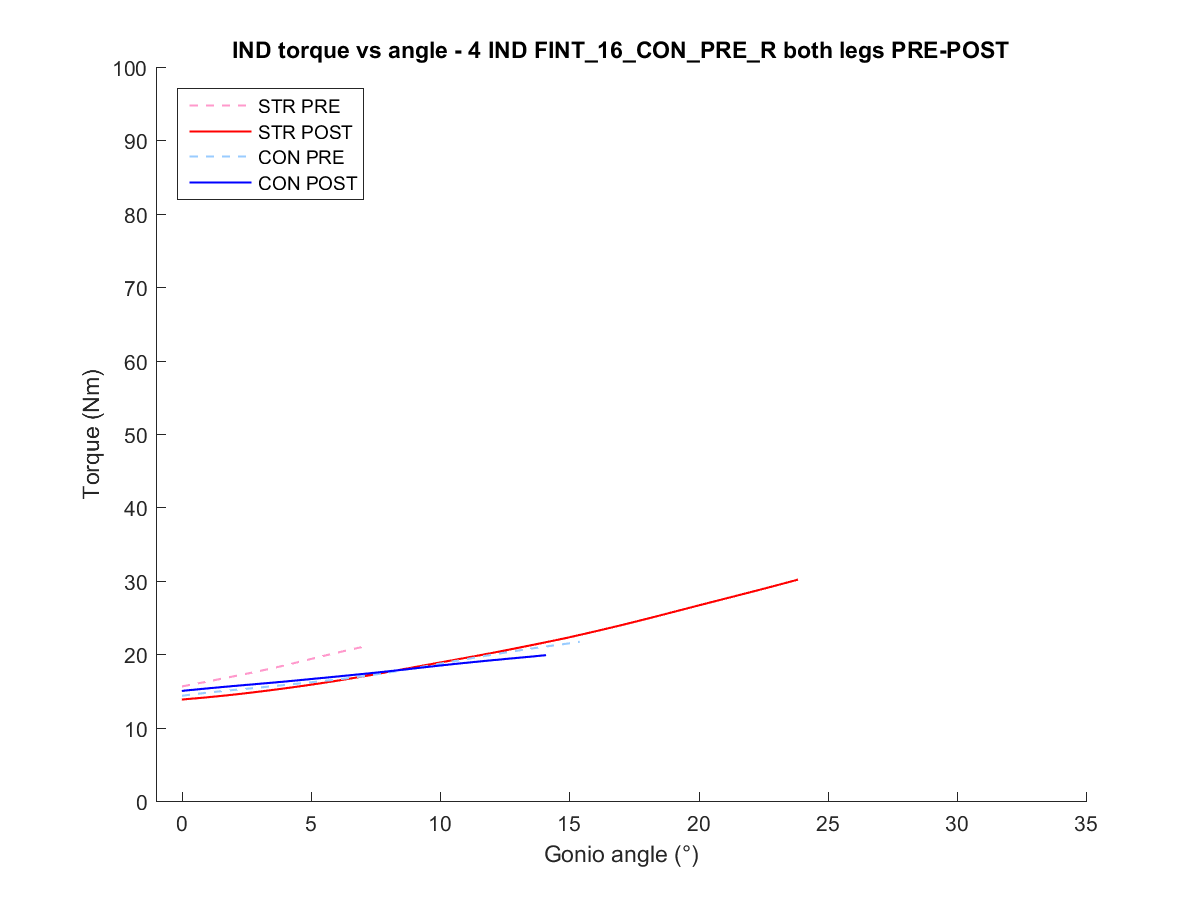 IND torque vs angle - 4 IND FINT_16_CON_PRE_R both legs PRE-POST
100
90
80
70
60
50
40
30
20
10
0
STR PRE
STR POST
CON PRE
CON POST
Torque (Nm)
0 5 10 15 20 25 30 35
Gonio angle (°)